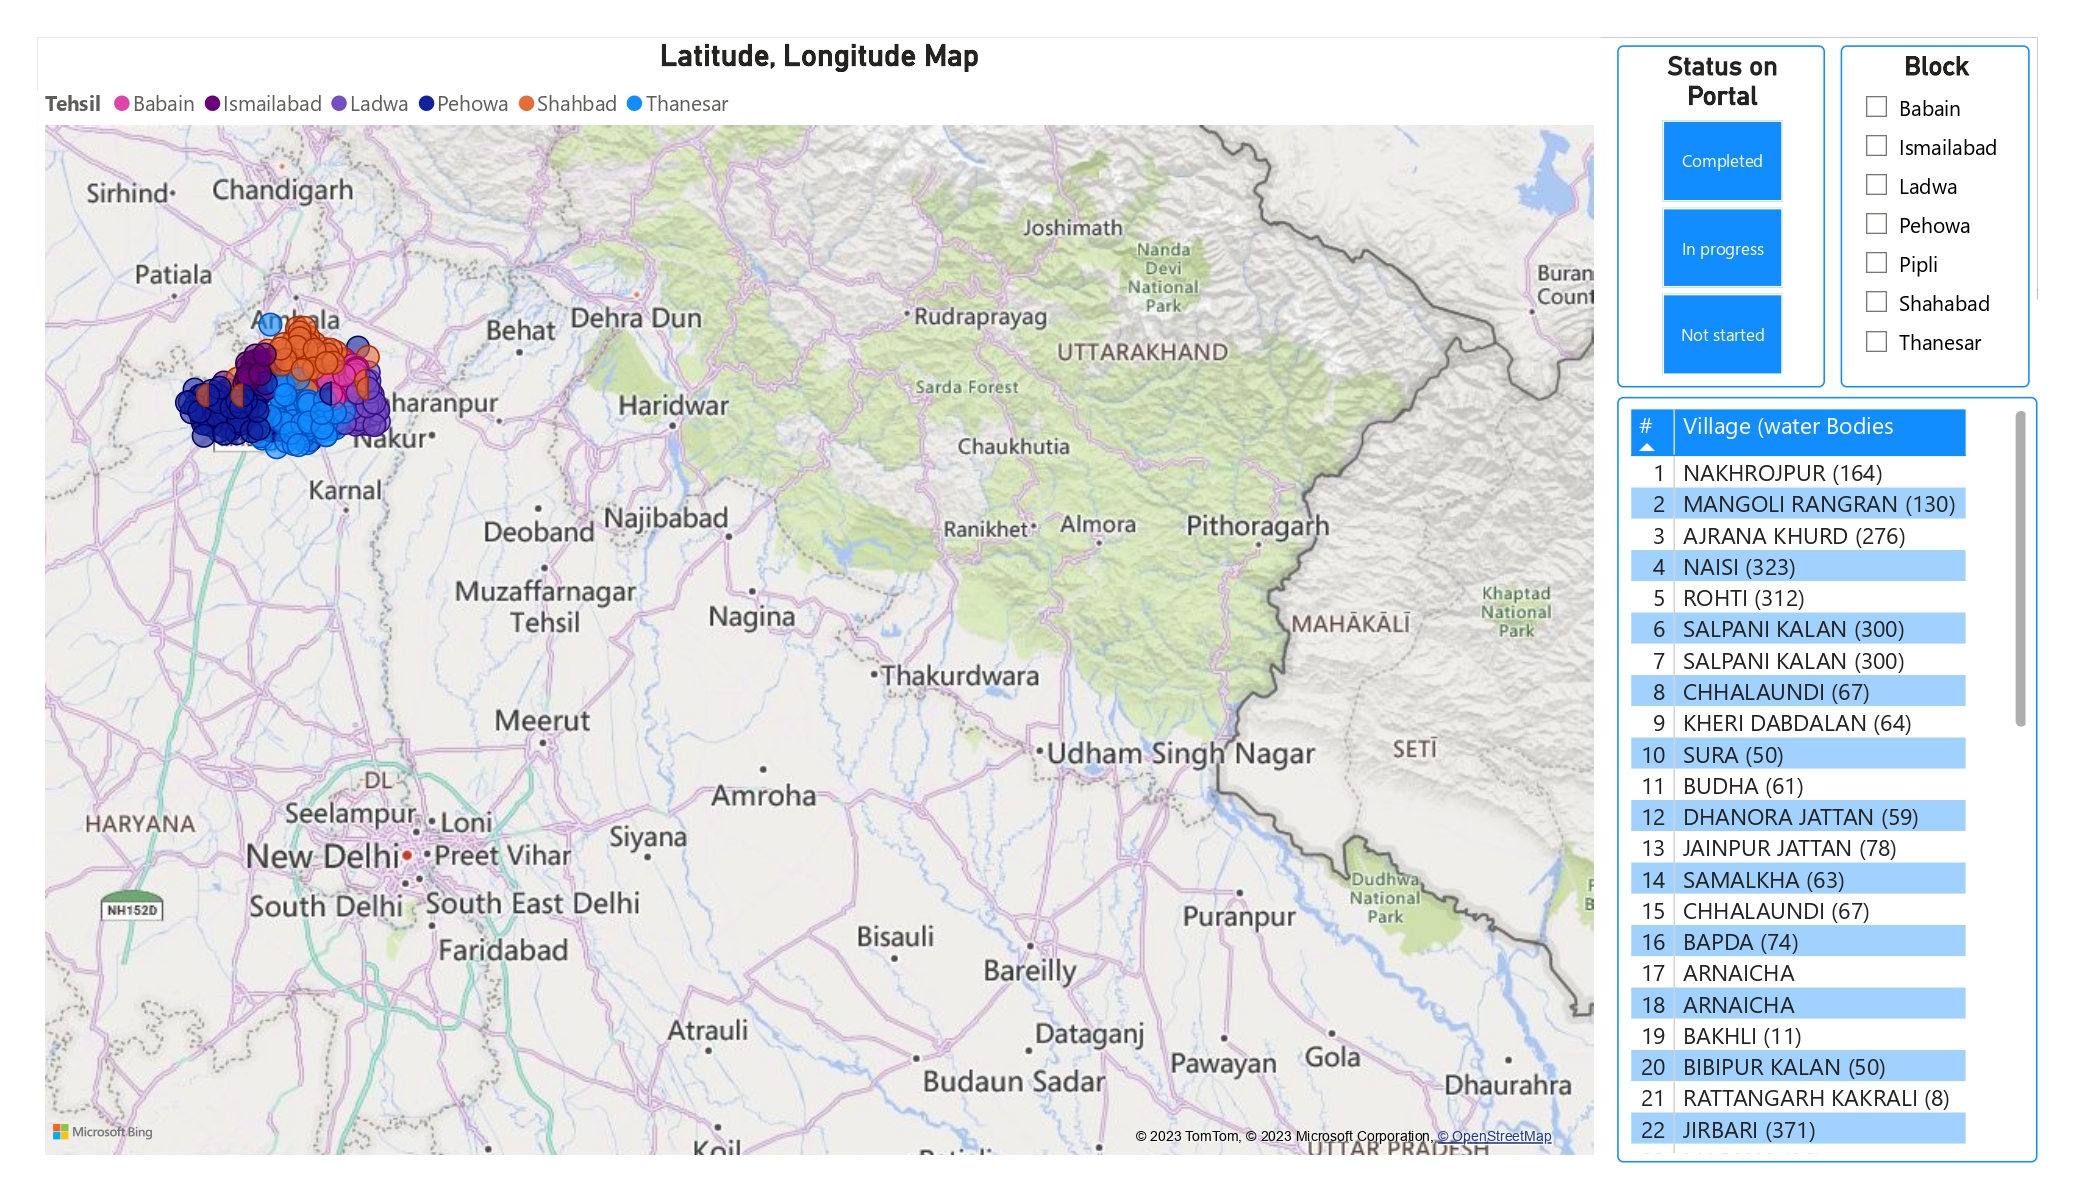 Latitude, Longitude Map
Tehsil Babain Ismailabad Ladwa Pehowa Shahbad Thanesar
Sirhind
Chandigarh
Joshimath
Nanda
Devi
National
Park
Patiala
Dehra Dun
Behat
Rudraprayag
UTTARAKHAND
Sarda Forest
Haridwar
haranpur
Nakur
Chaukhutia
Karnal
Deoband
Najibabad
Ranikhet
Almora
Pithoragarh
Muzaffarnagar
Tehsil
Nagina
MAHĀKĀLĪ
Khaptad
National
Park
Thakurdwara
Meerut
Udham Singh Nagar
SETĪ
DL
Amroha
HARYANA
Seelampur
Loni
Siyana
New Delhi
Preet Vihar
South Delhi
South East Delhi
NH152D
Faridabad
Dudhwa
National
Park
Puranpur
Bisauli
Bareilly
Atrauli
Dataganj
Pawayan
Gola
Budaun Sadar
Dhaurahra
Microsoft Bing
Koil
© 2023 TomTom, © 2023 Microsoft Corporation, © OpenStreetMap
UTTAR PRADESH
Status on
Portal
Completed
In progress
Not started
Block
Babain
Ismailabad
Ladwa
Pehowa
Pipli
Shahabad
Thanesar
# Village (water Bodies
1 NAKHROJPUR (164)
2 MANGOLI RANGRAN (130)
3 AJRANA KHURD (276)
4 NAISI (323)
5 ROHTI (312)
6 SALPANI KALAN (300)
7 SALPANI KALAN (300)
8 CHHALAUNDI (67)
9 KHERI DABDALAN (64)
10 SURA (50)
11 BUDHA (61)
12 DHANORA JATTAN (59)
13 JAINPUR JATTAN (78)
14 SAMALKHA (63)
15 CHHALAUNDI (67)
16 BAPDA (74)
17 ARNAICHA
18 ARNAICHA
19 BAKHLI (11)
20 BIBIPUR KALAN (50)
21 RATTANGARH KAKRALI (8)
22 JIRBARI (371)